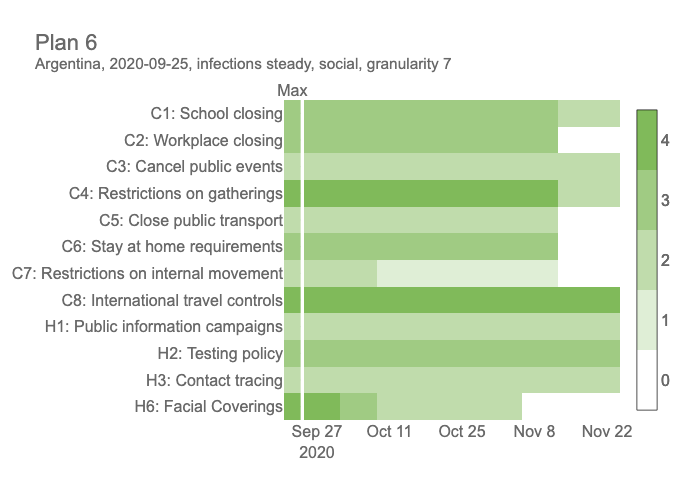 Plan 6
Argentina, 2020-09-25, infections steady, social, granularity 7
Max
C1: School closing
C2: Workplace closing
C3: Cancel public events
C4: Restrictions on gatherings
C5: Close public transport
C6: Stay at home requirements
C7: Restrictions on internal movement
C8: International travel controls
H1: Public information campaigns
H2: Testing policy
H3: Contact tracing
H6: Facial Coverings
4
3
2
1
0
Sep 27 Oct 11 Oct 25 Nov 8 Nov 22
2020